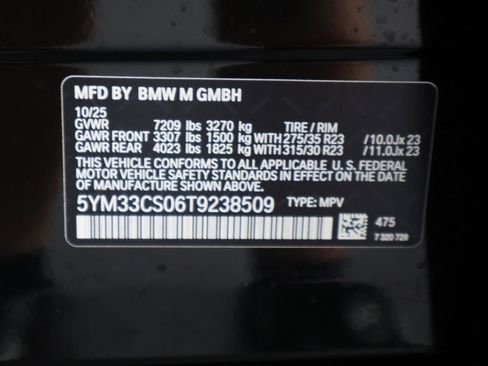 MFD BY BMW M GMBH
10/25
GVWR 7209 lbs 3270 kg TIRE / RIM
GAWR FRONT 3307 lbs 1500 kg WITH 275/35 R23 /10.0Jx 23
GAWR REAR 4023 lbs 1825 kg WITH 315/30 R23 /11.0Jx 23
THIS VEHICLE CONFORMS TO ALL APPLICABLE U. S. FEDERAL
MOTOR VEHICLE SAFETY STANDARDS IN EFFECT ON THE DATE
OF MANUFACTURE SHOWN ABOVE.
5YM33CS06T9238509 TYPE: MPV
475
7 320 729